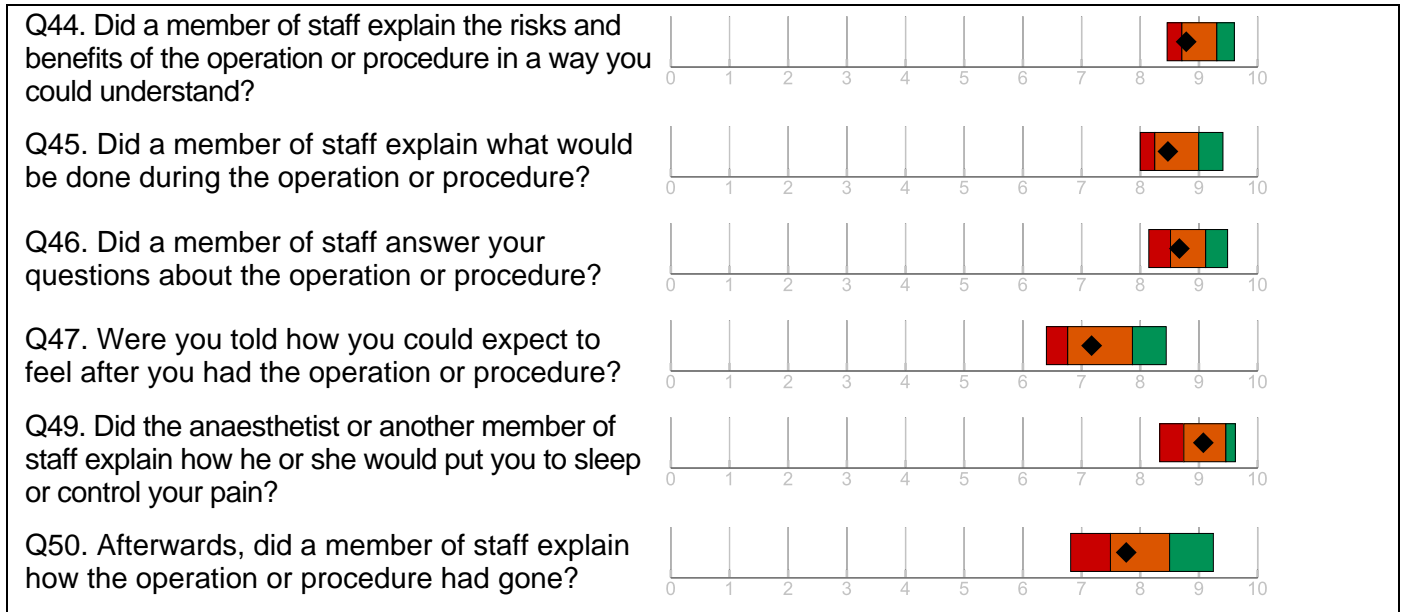 Q44. Did a member of staff explain the risks and
benefits of the operation or procedure in a way you
could understand?
0 1 2 3 4 5 6 7 8 9 10
Q45. Did a member of staff explain what would
be done during the operation or procedure?
0 1 2 3 4 5 6 7 8 9 10
Q46. Did a member of staff answer your
questions about the operation or procedure?
0 1 2 3 4 5 6 7 8 9 10
Q47. Were you told how you could expect to
feel after you had the operation or procedure?
0 1 2 3 4 5 6 7 8 9 10
Q49. Did the anaesthetist or another member of
staff explain how he or she would put you to sleep
or control your pain?
0 1 2 3 4 5 6 7 8 9 10
Q50. Afterwards, did a member of staff explain
how the operation or procedure had gone?
0 1 2 3 4 5 6 7 8 9 10